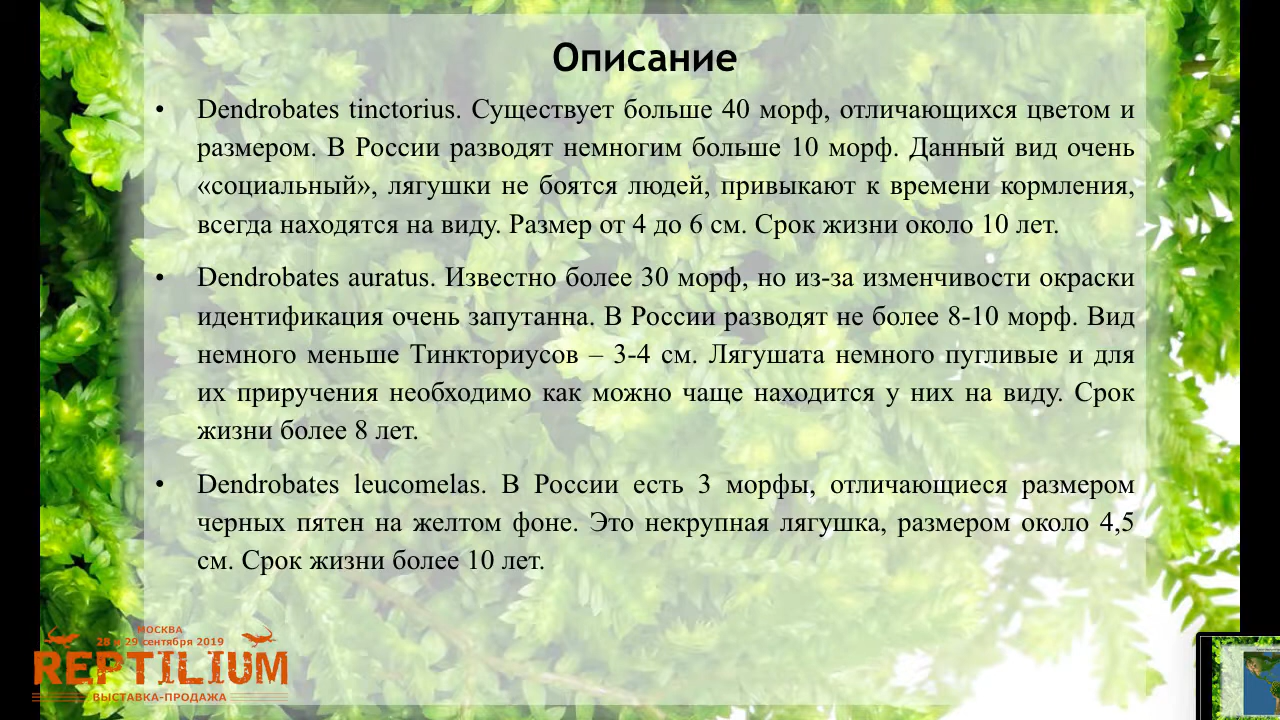 Описание
• Dendrobates tinctorius. Существует больше 40 морф, отличающихся цветом и
размером. В России разводят немногим больше 10 морф. Данный вид очень
«социальный», лягушки не боятся людей, привыкают к времени кормления,
всегда находятся на виду. Размер от 4 до 6 см. Срок жизни около 10 лет.
• Dendrobates auratus. Известно более 30 морф, но из-за изменчивости окраски
идентификация очень запутанна. В России разводят не более 8-10 морф. Вид
немного меньше Тинкториусов – 3-4 см. Лягушата немного пугливые и для
их приручения необходимо как можно чаще находится у них на виду. Срок
жизни более 8 лет.
• Dendrobates leucomelas. В России есть 3 морфы, отличающиеся размером
черных пятен на желтом фоне. Это некрупная лягушка, размером около 4,5
см. Срок жизни более 10 лет.
МОСКВА
28 и 29 сентября 2019
REPTILIUM
ВЫСТАВКА-ПРОДАЖА